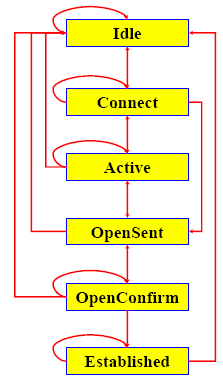 Idle
Connect
Active
OpenSent
OpenConfirm
Established